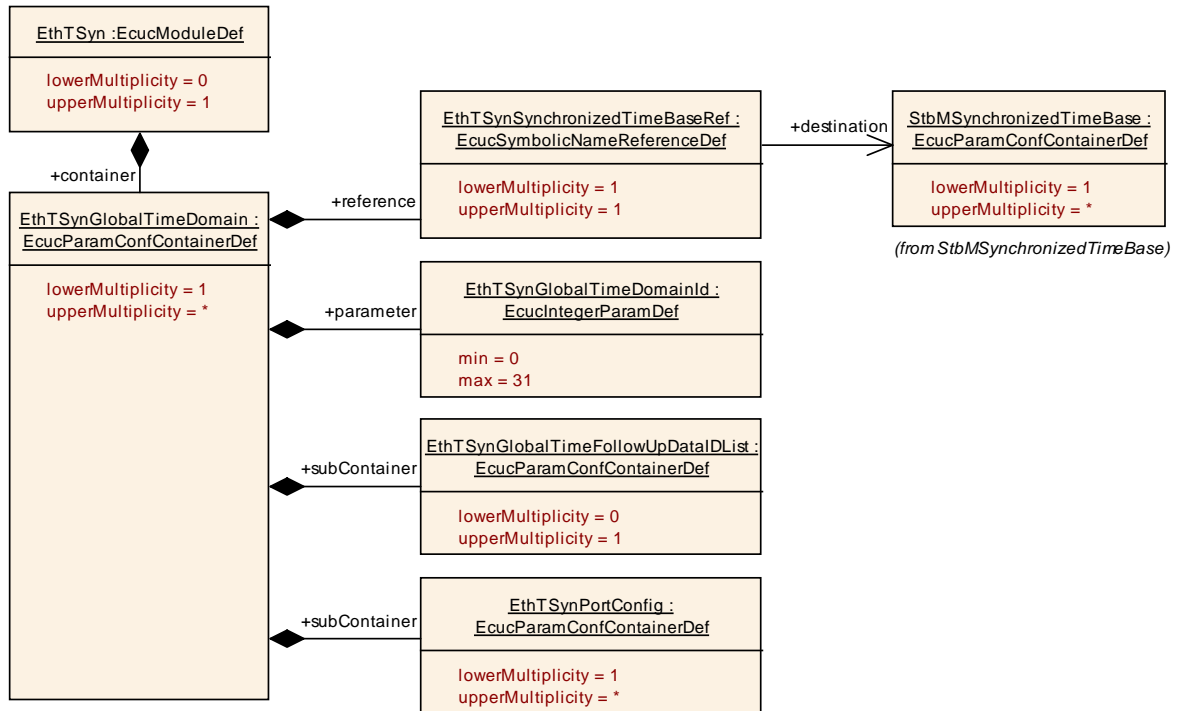 EthTSyn :EcucModuleDef
lowerMultiplicity = 0
upperMultiplicity = 1
+container
EthTSynGlobalTimeDomain :
EcucParamConfContainerDef
lowerMultiplicity = 1
upperMultiplicity = *
+reference
EthTSynSynchronizedTimeBaseRef :
EcucSymbolicNameReferenceDef
lowerMultiplicity = 1
upperMultiplicity = 1
+destination
StbMSynchronizedTimeBase :
EcucParamConfContainerDef
lowerMultiplicity = 1
upperMultiplicity = *
(from StbMSynchronizedTimeBase)
+parameter
EthTSynGlobalTimeDomainId :
EcucIntegerParamDef
min = 0
max = 31
+subContainer
EthTSynGlobalTimeFollowUpDataIDList :
EcucParamConfContainerDef
lowerMultiplicity = 0
upperMultiplicity = 1
+subContainer
EthTSynPortConfig :
EcucParamConfContainerDef
lowerMultiplicity = 1
upperMultiplicity = *